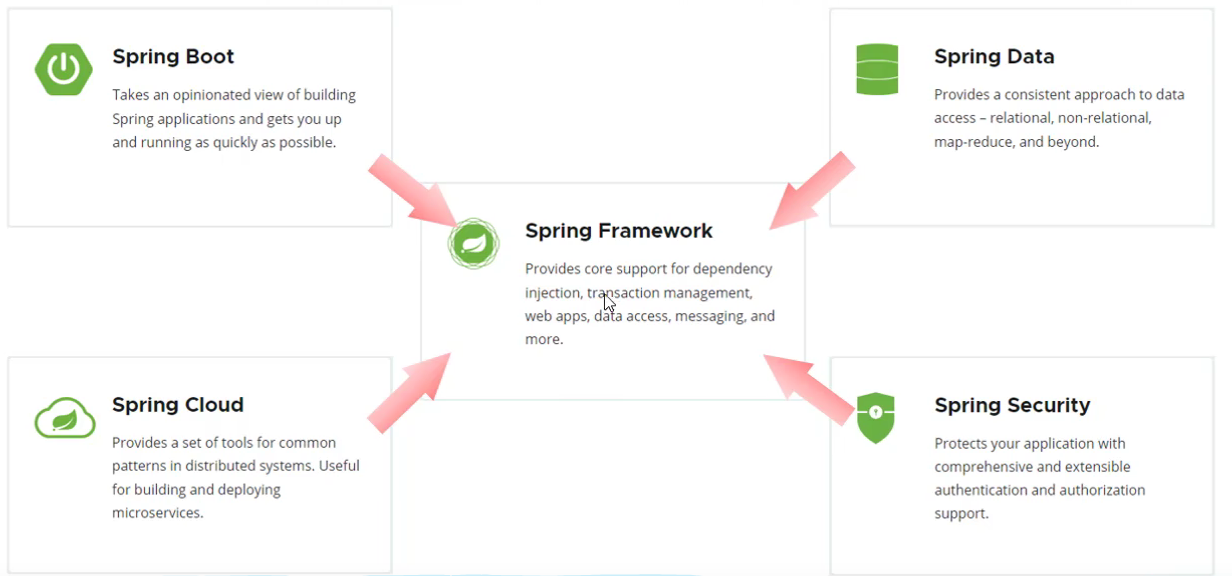 Spring Boot
Takes an opinionated view of building
Spring applications and gets you up
and running as quickly as possible.
Spring Data
Provides a consistent approach to data
access – relational, non-relational,
map-reduce, and beyond.
Spring Framework
Provides core support for dependency
injection, transaction management,
web apps, data access, messaging, and
more.
Spring Cloud
Provides a set of tools for common
patterns in distributed systems. Useful
for building and deploying
microservices.
Spring Security
Protects your application with
comprehensive and extensible
authentication and authorization
support.